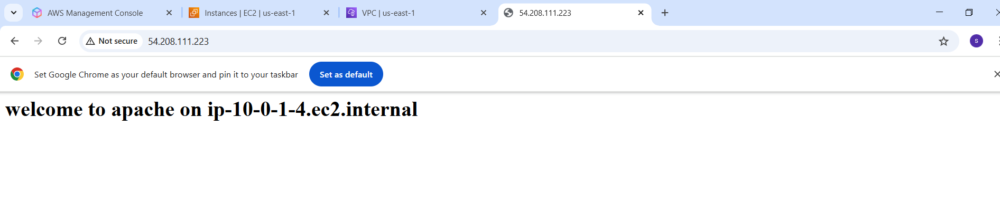 AWS Management Console
Instances | EC2 | us-east-1
VPC | us-east-1
54.208.111.223
Not secure
54.208.111.223
S
Set Google Chrome as your default browser and pin it to your taskbar
Set as default
welcome to apache on ip-10-0-1-4.ec2.internal